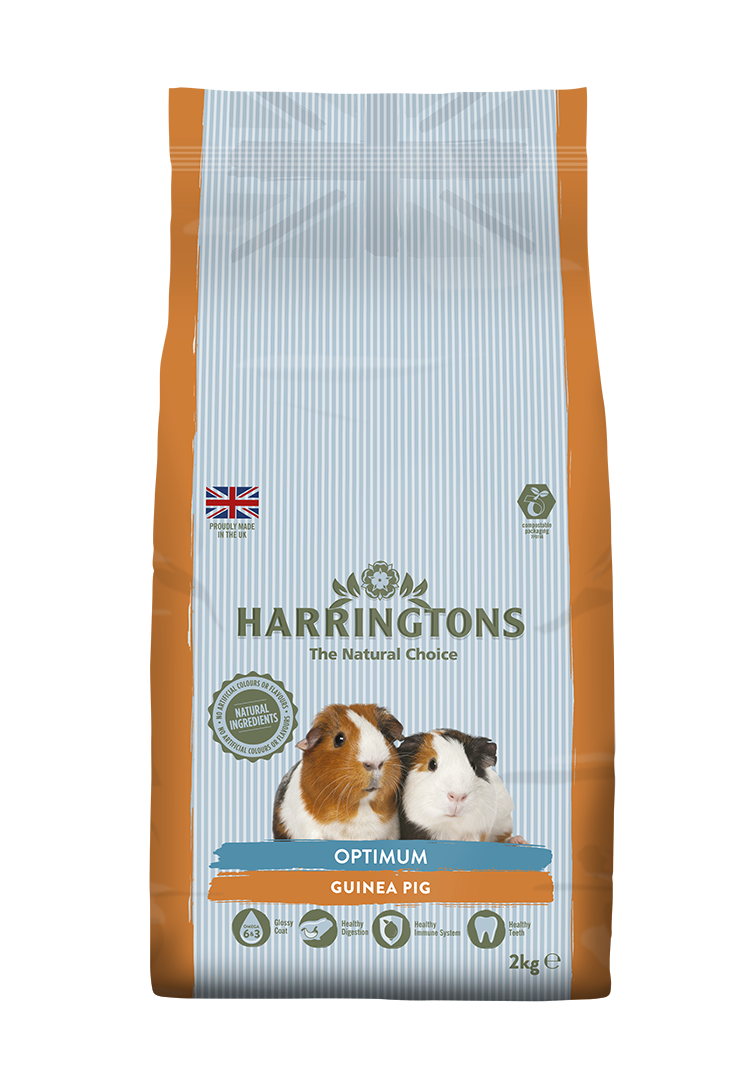 PROUDLY MADE
IN THE UK
compostable
packaging
HARRINGTONS
The Natural Choice
• NO ARTIFICIAL COLOURS OR FLAVOURS •
NATURAL
INGREDIENTS
NO ARTIFICIAL COLOURS OR FLAVOURS
OPTIMUM
GUINEA PIG
OMEGA
6&3
Glossy
Coat
Healthy
Digestion
Healthy
Immune System
Healthy
Teeth
2kg ℮